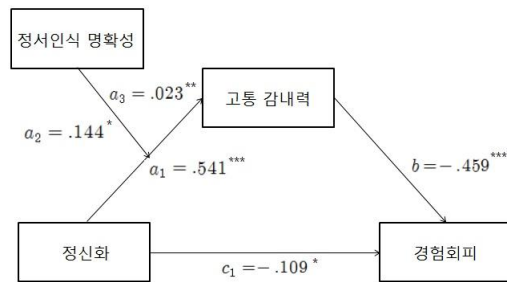 정서인식 명확성
a₃ = .023**
고통 감내력
a₂ = .144*
a₁ = .541***
b = -.459***
정신화
경험회피
c₁ = -.109*